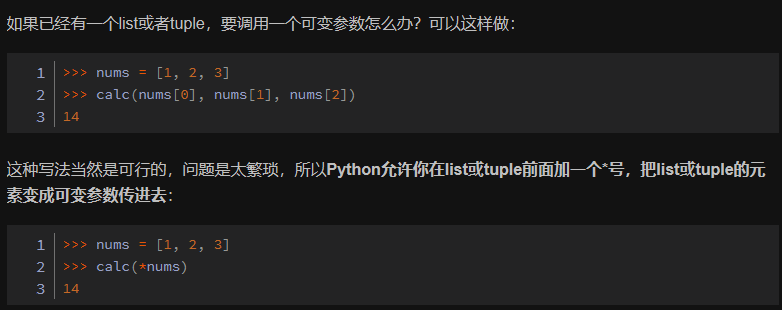 如果已经有一个list或者tuple，要调用一个可变参数怎么办？可以这样做：
1 >>> nums = [1, 2, 3]
2 >>> calc(nums[0], nums[1], nums[2])
3 14
这种写法当然是可行的，问题是太繁琐，所以Python允许你在list或tuple前面加一个*号，把list或tuple的元
素变成可变参数传进去：
1 >>> nums = [1, 2, 3]
2 >>> calc(*nums)
3 14